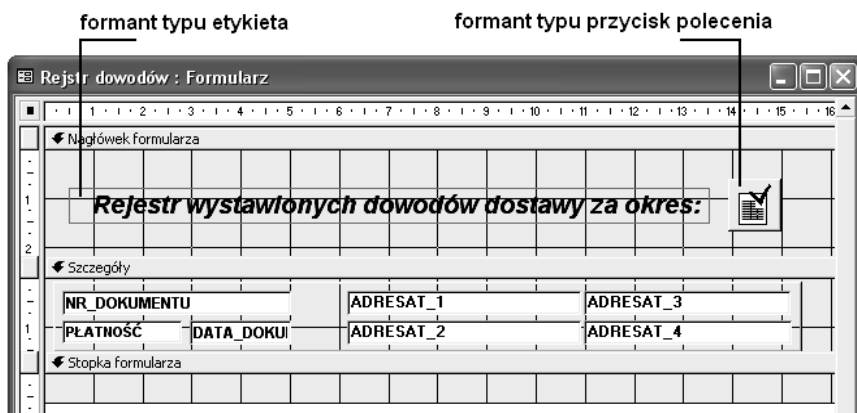 formant typu etykieta
formant typu przycisk polecenia
Rejstr dowodów : Formularz
1 2 3 4 5 6 7 8 9 10 11 12 13 14 15 16
Nagłówek formularza
1
Rejestr wystawionych dowodów dostawy za okres:
2
Szczegóły
NR_DOKUMENTU ADRESAT_1 ADRESAT_3
1
PŁATNOŚĆ DATA_DOKU ADRESAT_2 ADRESAT_4
Stopka formularza